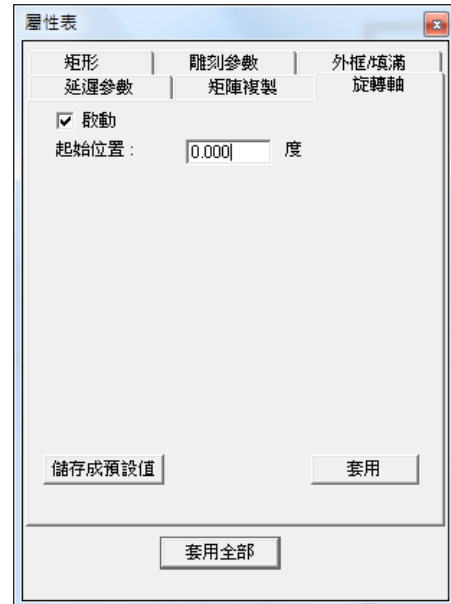 屬性表
矩形 雕刻參數 外框/填滿
延遲參數 矩陣複製 旋轉軸
啟動
起始位置: 0.000 度
儲存成預設值 套用
套用全部